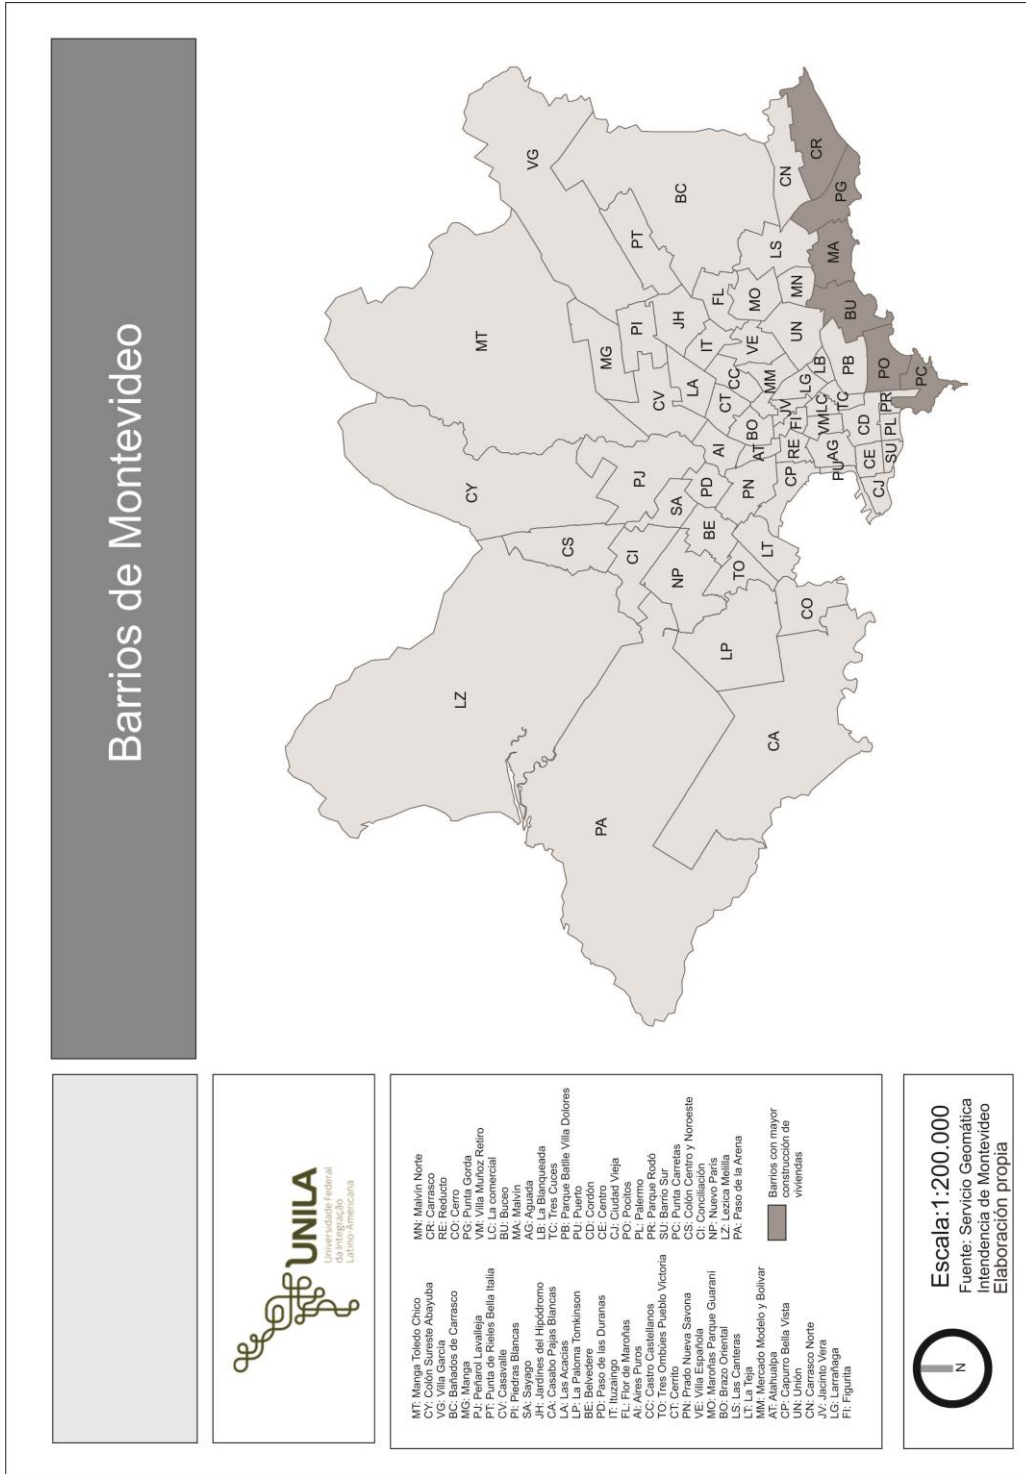 Barrios de Montevideo
VG
MT
PT
BC
CY
MG
PI
JH
FL
LS
CN
CR
PG
MA
MO
MN
BU
CV
IT
VE
UN
LA
CC
MM
LB
PB
PO
PC
PJ
AI
CT
BO
JV
LG
FI
VM
LC
TC
PR
CD
PL
RE
AG
AT
CP
PU
CE
SU
CJ
CS
SA
PD
PN
CI
BE
NP
TO
LT
CO
LP
LZ
PA
CA
UNILA
Universidade Federal
da Integração
Latino-Americana
MT: Manga Toledo Chico
CY: Colón Sureste Abayuba
VG: Villa García
BC: Bañados de Carrasco
MG: Manga
PJ: Peñarol Lavalleja
PT: Punta de Rieles Bella Italia
CV: Casavalle
PI: Piedras Blancas
SA: Sayago
JH: Jardines del Hipódromo
CA: Casabo Pajas Blancas
LA: Las Acacias
LP: La Paloma Tomkinson
BE: Belvedere
PD: Paso de las Duranas
IT: Ituzaingo
FL: Flor de Maroñas
AI: Aires Puros
CC: Castro Castellanos
TO: Tres Ombúes Pueblo Victoria
CT: Cerrito
PN: Prado Nueva Savona
VE: Villa Española
MO: Maroñas Parque Guaraní
BO: Brazo Oriental
LS: Las Canteras
LT: La Teja
MM: Mercado Modelo y Bolivar
AT: Atahualpa
CP: Capurro Bella Vista
UN: Unión
CN: Carrasco Norte
JV: Jacinto Vera
LG: Larrañaga
FI: Figurita
MN: Malvín Norte
CR: Carrasco
RE: Reducto
CO: Cerro
PG: Punta Gorda
VM: Villa Muñoz Retiro
LC: La comercial
BU: Buceo
MA: Malvín
AG: Aguada
LB: La Blanqueada
TC: Tres Cuces
PB: Parque Batlle Villa Dolores
PU: Puerto
CD: Cordón
CE: Centro
CJ: Ciudad Vieja
PO: Pocitos
PL: Palermo
PR: Parque Rodó
SU: Barrio Sur
PC: Punta Carretas
CS: Colón Centro y Noroeste
CI: Conciliación
NP: Nuevo París
LZ: Lezica Melilla
PA: Paso de la Arena
Barrios con mayor
construcción de
viviendas
N
Escala:1:200.000
Fuente: Servicio Geomática
Intendencia de Montevideo
Elaboración propia